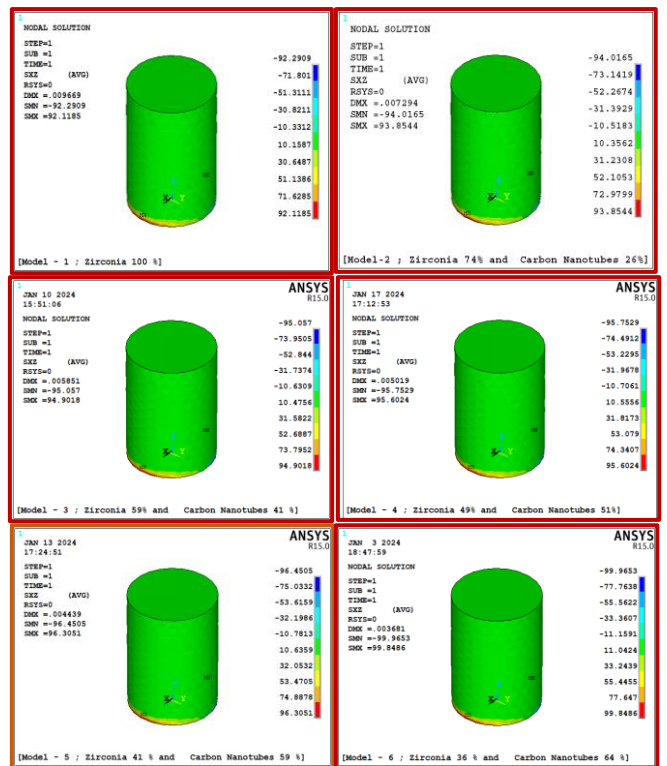 1
NODAL SOLUTION
STEP=1
SUB =1
TIME=1
SXZ (AVG)
RSYS=0
DMX =.009669
SMN =-92.2909
SMX =92.1185
-92.2909
-71.801
-51.3111
-30.8211
-10.3312
10.1587
30.6487
51.1386
71.6285
92.1185
Z
X Y
[Model - 1 ; Zirconia 100 %]
1
NODAL SOLUTION
STEP=1
SUB =1
TIME=1
SXZ (AVG)
RSYS=0
DMX =.007294
SMN =-94.0165
SMX =93.8544
-94.0165
-73.1419
-52.2674
-31.3929
-10.5183
10.3562
31.2308
52.1053
72.9799
93.8544
Z
X Y
[Model-2 ; Zirconia 74% and Carbon Nanotubes 26%]
1
ANSYS
R15.0
JAN 10 2024
15:51:06
NODAL SOLUTION
STEP=1
SUB =1
TIME=1
SXZ (AVG)
RSYS=0
DMX =.005851
SMN =-95.057
SMX =94.9018
-95.057
-73.9505
-52.844
-31.7374
-10.6309
10.4756
31.5822
52.6887
73.7952
94.9018
Z
X Y
[Model - 3 ; Zirconia 59% and Carbon Nanotubes 41 %]
1
ANSYS
R15.0
JAN 17 2024
17:12:53
NODAL SOLUTION
STEP=1
SUB =1
TIME=1
SXZ (AVG)
RSYS=0
DMX =.005019
SMN =-95.7529
SMX =95.6024
-95.7529
-74.4912
-53.2295
-31.9678
-10.7061
10.5556
31.8173
53.079
74.3407
95.6024
Z
X Y
[Model - 4 ; Zirconia 49% and Carbon Nanotubes 51%]
1
ANSYS
R15.0
JAN 13 2024
17:24:51
STEP=1
SUB =1
TIME=1
SXZ (AVG)
RSYS=0
DMX =.004439
SMN =-96.4505
SMX =96.3051
-96.4505
-75.0332
-53.6159
-32.1986
-10.7813
10.6359
32.0532
53.4705
74.8878
96.3051
Z
X Y
[Model - 5 ; Zirconia 41 % and Carbon Nanotubes 59 %]
1
ANSYS
R15.0
JAN 3 2024
18:47:59
NODAL SOLUTION
STEP=1
SUB =1
TIME=1
SXZ (AVG)
RSYS=0
DMX =.003681
SMN =-99.9653
SMX =99.8486
-99.9653
-77.7638
-55.5622
-33.3607
-11.1591
11.0424
33.2439
55.4455
77.647
99.8486
Z
X Y
[Model - 6 ; Zirconia 36 % and Carbon Nanotubes 64 %]